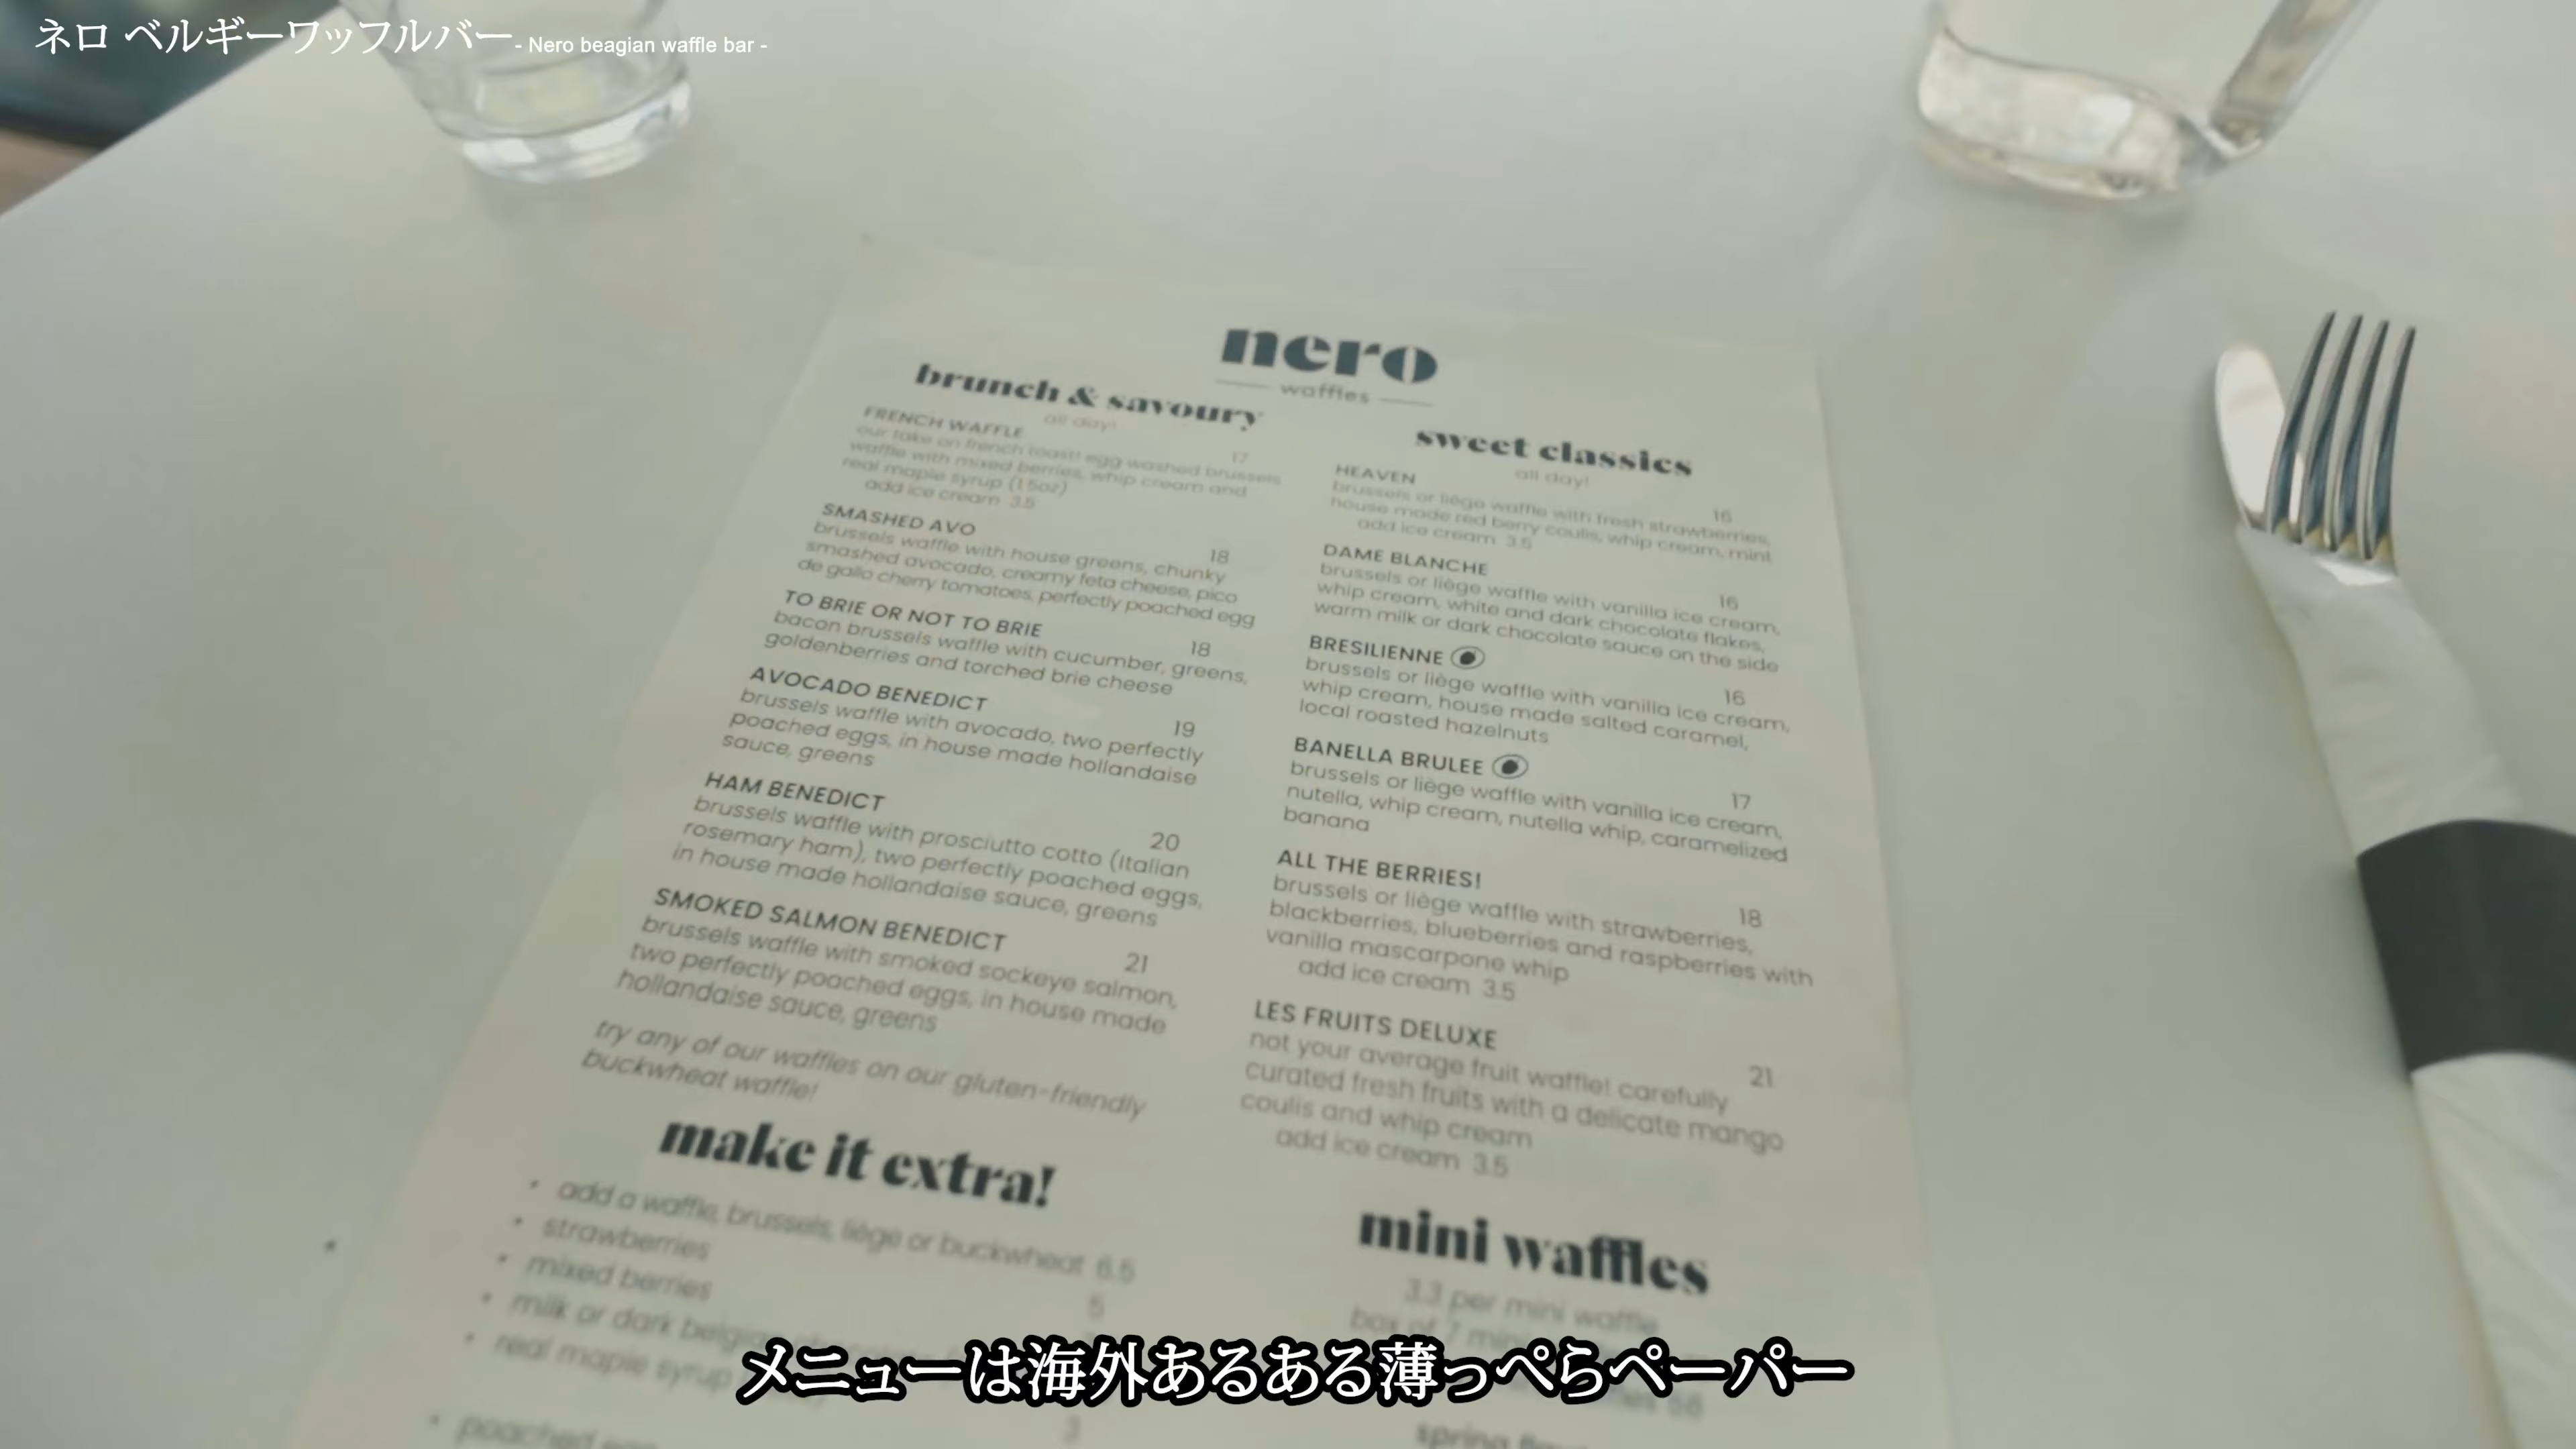 ネロ ベルギーワッフルバー - Nero beagian waffle bar -
nero
waffles
brunch & savoury
all day!
FRENCH WAFFLE 17
our take on french toast! egg washed brussels
waffle with mixed berries, whip cream and
real maple syrup (1.5oz)
add ice cream 3.5
SMASHED AVO 18
brussels waffle with house greens, chunky
smashed avocado, creamy feta cheese, pico
de gallo cherry tomatoes, perfectly poached egg
TO BRIE OR NOT TO BRIE 18
bacon brussels waffle with cucumber, greens,
goldenberries and torched brie cheese
AVOCADO BENEDICT 19
brussels waffle with avocado, two perfectly
poached eggs, in house made hollandaise
sauce, greens
HAM BENEDICT 20
brussels waffle with prosciutto cotto (Italian
rosemary ham), two perfectly poached eggs,
in house made hollandaise sauce, greens
SMOKED SALMON BENEDICT 21
brussels waffle with smoked sockeye salmon,
two perfectly poached eggs, in house made
hollandaise sauce, greens
try any of our waffles on our gluten-friendly
buckwheat waffle!
make it extra!
• add a waffle, brussels, liège or buckwheat 6.5
• strawberries 5
• mixed berries
• milk or dark belgian
• real maple syrup
3
• poached egg
sweet classics
all day!
HEAVEN 16
brussels or liège waffle with fresh strawberries,
house made red berry coulis, whip cream, mint
add ice cream 3.5
DAME BLANCHE 16
brussels or liège waffle with vanilla ice cream,
whip cream, white and dark chocolate flakes,
warm milk or dark chocolate sauce on the side
BRESILIENNE 16
brussels or liège waffle with vanilla ice cream,
whip cream, house made salted caramel,
local roasted hazelnuts
BANELLA BRULEE 17
brussels or liège waffle with vanilla ice cream,
nutella, whip cream, nutella whip, caramelized
banana
ALL THE BERRIES! 18
brussels or liège waffle with strawberries,
blackberries, blueberries and raspberries with
vanilla mascarpone whip
add ice cream 3.5
LES FRUITS DELUXE 21
not your average fruit waffle! carefully
curated fresh fruits with a delicate mango
coulis and whip cream
add ice cream 3.5
mini waffles
3.3 per mini waffle
box of 7 mini
spring
メニューは海外あるある薄っぺらペーパー